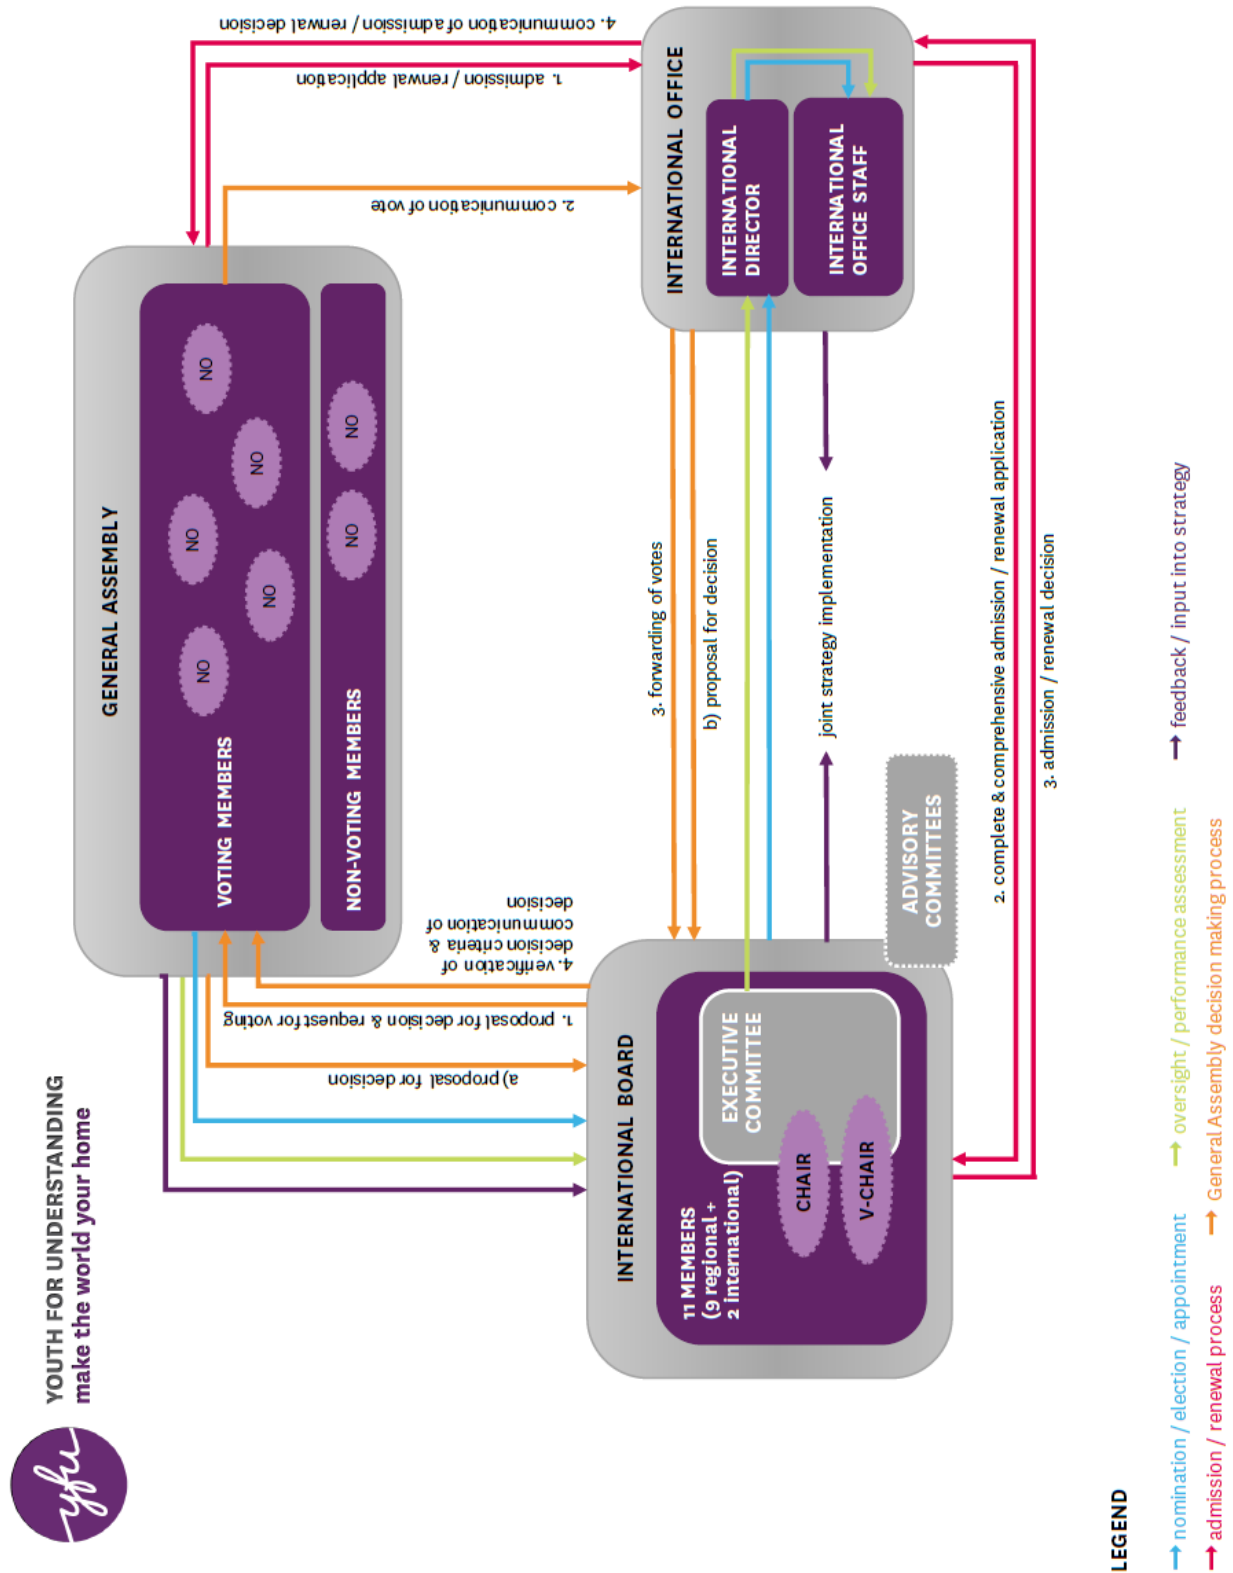 yfu
YOUTH FOR UNDERSTANDING
make the world your home
GENERAL ASSEMBLY
VOTING MEMBERS
NO
NO
NO
NO
NO
NON-VOTING MEMBERS
NO
NO
a) proposal for decision
1. proposal for decision & request for voting
4. verification of
decision criteria &
communication of
decision
2. communication of vote
1. admission / renwal application
4. communication of admission / renwal decision
INTERNATIONAL BOARD
11 MEMBERS
(9 regional +
2 international)
EXECUTIVE
COMMITTEE
CHAIR
V-CHAIR
ADVISORY
COMMITTEES
3. forwarding of votes
b) proposal for decision
joint strategy implementation
INTERNATIONAL OFFICE
INTERNATIONAL
DIRECTOR
INTERNATIONAL
OFFICE STAFF
2. complete & comprehensive admission / renewal application
3. admission / renewal decision
LEGEND
nomination / election / appointment
oversight / performance assessment
feedback / input into strategy
admission / renewal process
General Assembly decision making process